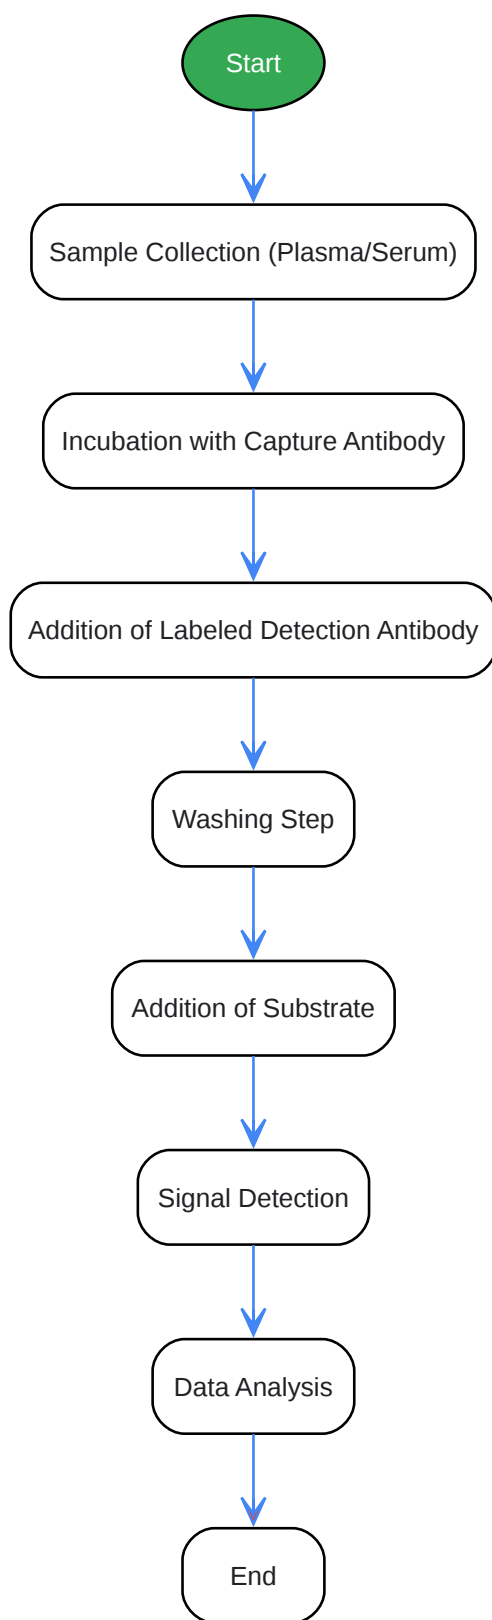 Start
Sample Collection (Plasma/Serum)
Incubation with Capture Antibody
Addition of Labeled Detection Antibody
Washing Step
Addition of Substrate
Signal Detection
Data Analysis
End